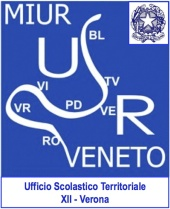 MIUR
BL
U
VI
TV
VR
PD
VE
R
RO
VENETO
Ufficio Scolastico Territoriale
XII - Verona